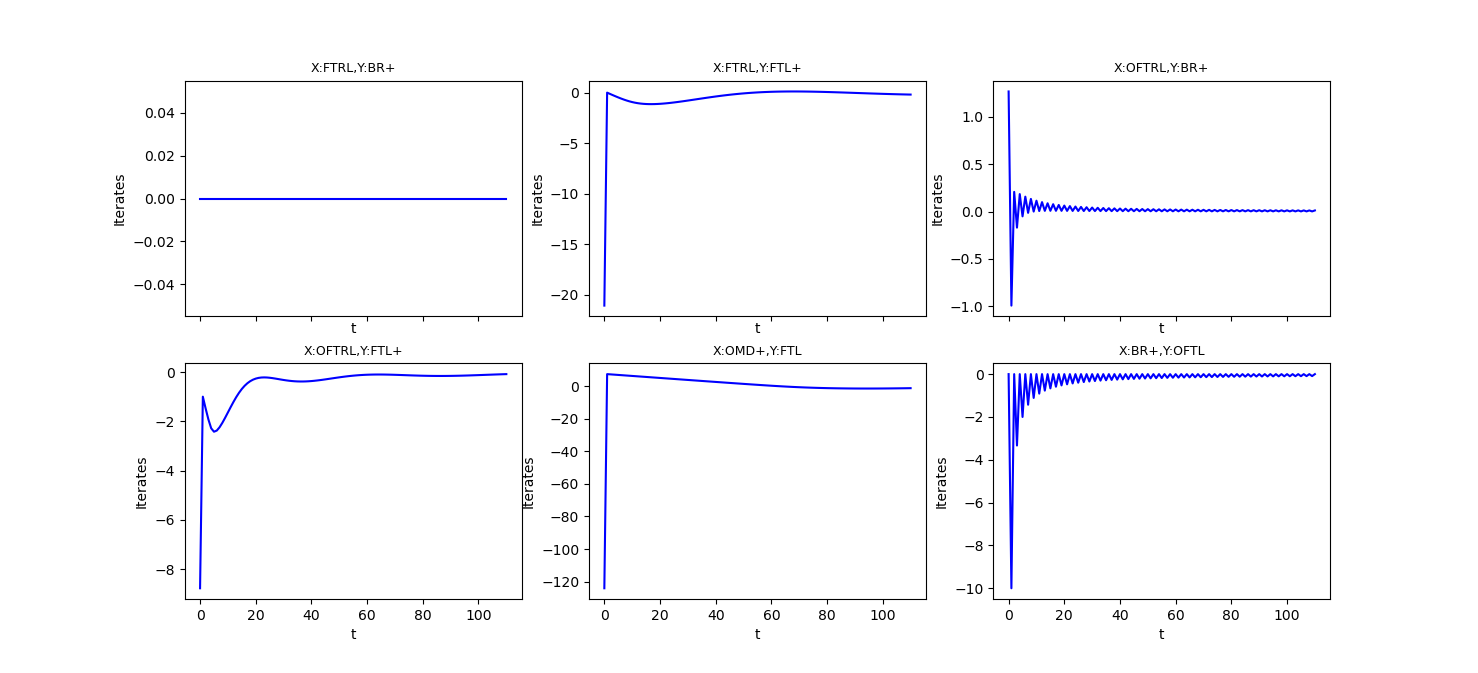 X:FTRL,Y:BR+
0.04
0.02
0.00
−0.02
−0.04
Iterates
t
X:FTRL,Y:FTL+
0
−5
−10
−15
−20
Iterates
t
X:OFTRL,Y:BR+
1.0
0.5
0.0
−0.5
−1.0
Iterates
t
X:OFTRL,Y:FTL+
0
−2
−4
−6
−8
Iterates
0 20 40 60 80 100
t
X:OMD+,Y:FTL
0
−20
−40
−60
−80
−100
−120
Iterates
0 20 40 60 80 100
t
X:BR+,Y:OFTL
0
−2
−4
−6
−8
−10
Iterates
0 20 40 60 80 100
t